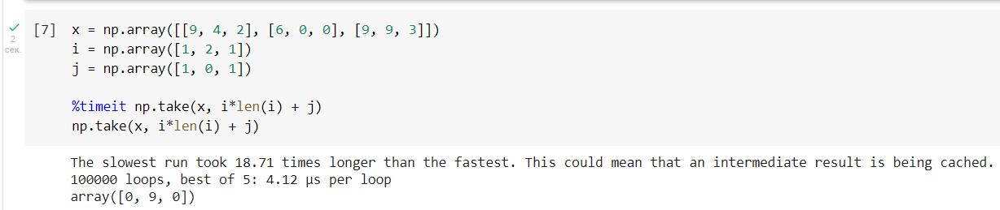 [7] x = np.array([[9, 4, 2], [6, 0, 0], [9, 9, 3]])
2
сек.
i = np.array([1, 2, 1])
j = np.array([1, 0, 1])
%timeit np.take(x, i*len(i) + j)
np.take(x, i*len(i) + j)
The slowest run took 18.71 times longer than the fastest. This could mean that an intermediate result is being cached.
100000 loops, best of 5: 4.12 µs per loop
array([0, 9, 0])